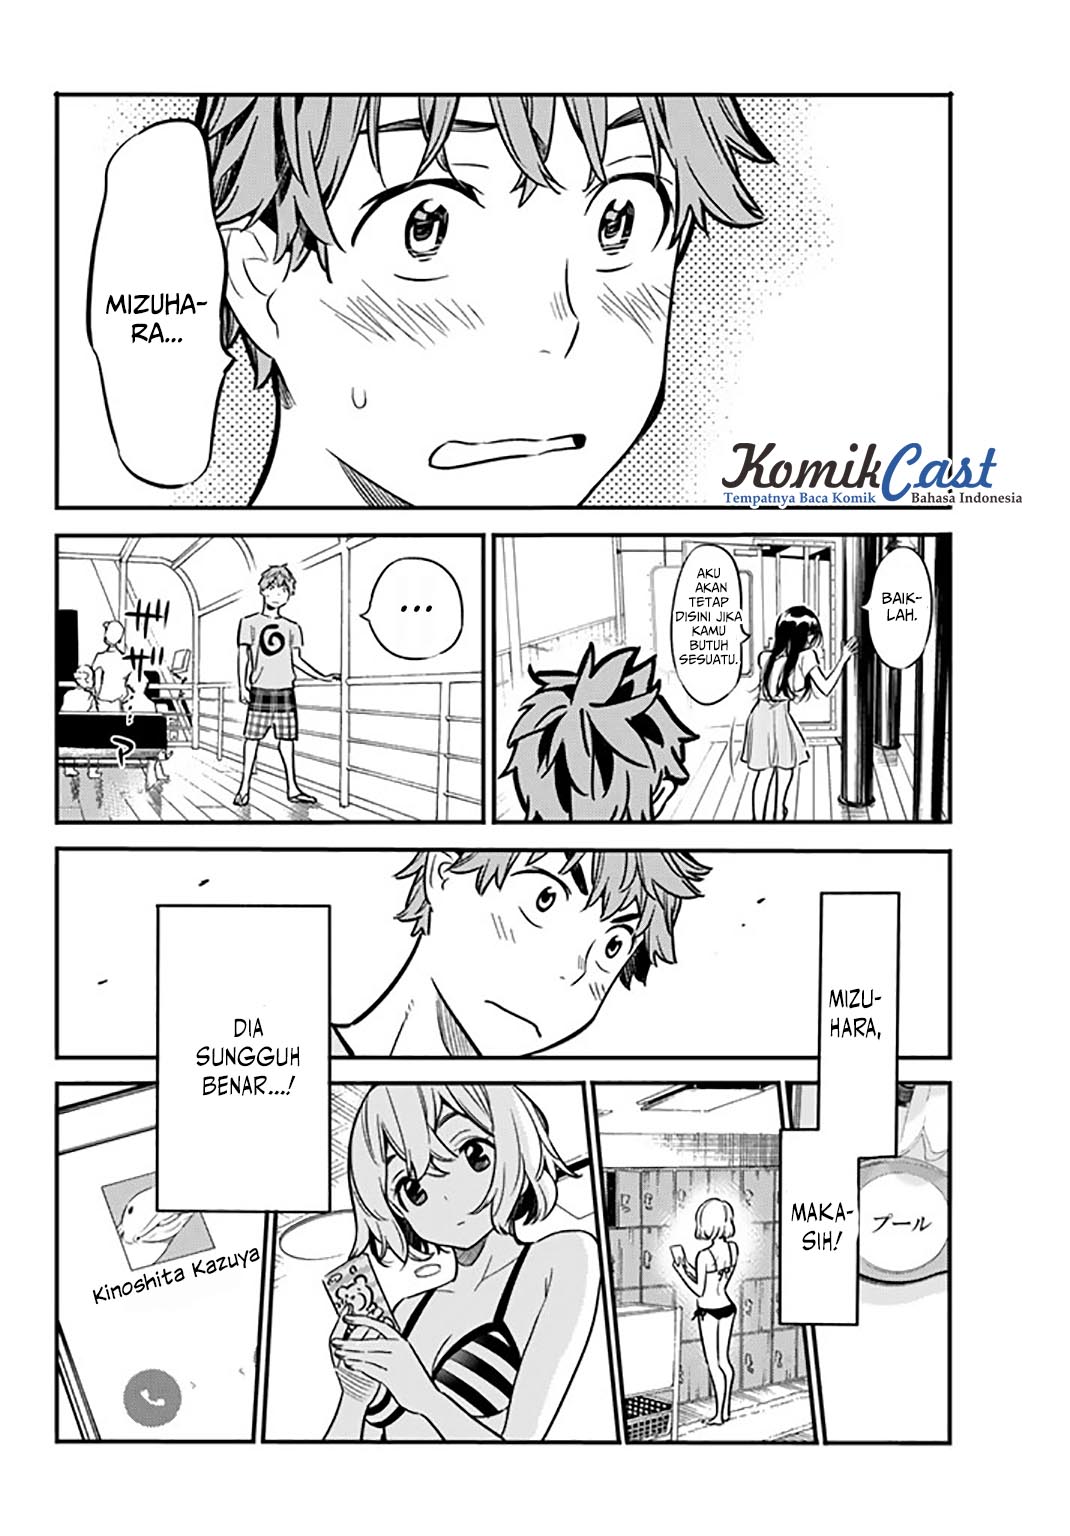 MIZUHA-
RA...
KomikCast
Tempatnya Baca Komik Bahasa Indonesia
BAIK-
LAH.
AKU
AKAN
TETAP
DISINI JIKA
KAMU
BUTUH
SESUATU.
...
MIZU-
HARA,
MAKA-
SIH!
DIA
SUNGGUH
BENAR...!
プール
Kinoshita Kazuya